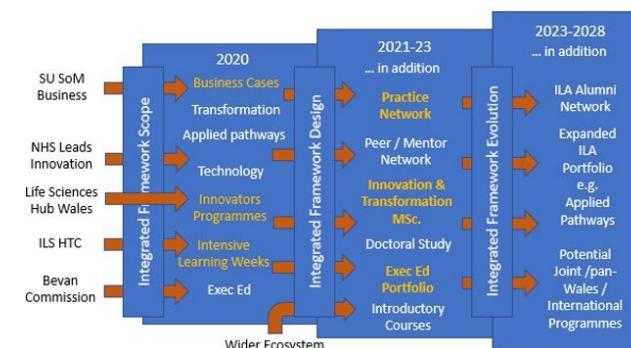 SU SoM
Business
NHS Leads
Innovation
Life Sciences
Hub Wales
ILS HTC
Bevan
Commission
Integrated Framework Scope
2020
Business Cases
Transformation
Applied pathways
Technology
Innovators
Programmes
Intensive
Learning Weeks
Exec Ed
Wider Ecosystem
Integrated Framework Design
2021-23
... in addition
Practice
Network
Peer / Mentor
Network
Innovation &
Transformation
MSc.
Doctoral Study
Exec Ed
Portfolio
Introductory
Courses
Integrated Framework Evolution
2023-2028
... in addition
ILA Alumni
Network
Expanded
ILA
Portfolio
e.g.
Applied
Pathways
Potential
Joint /pan-
Wales /
International
Programmes